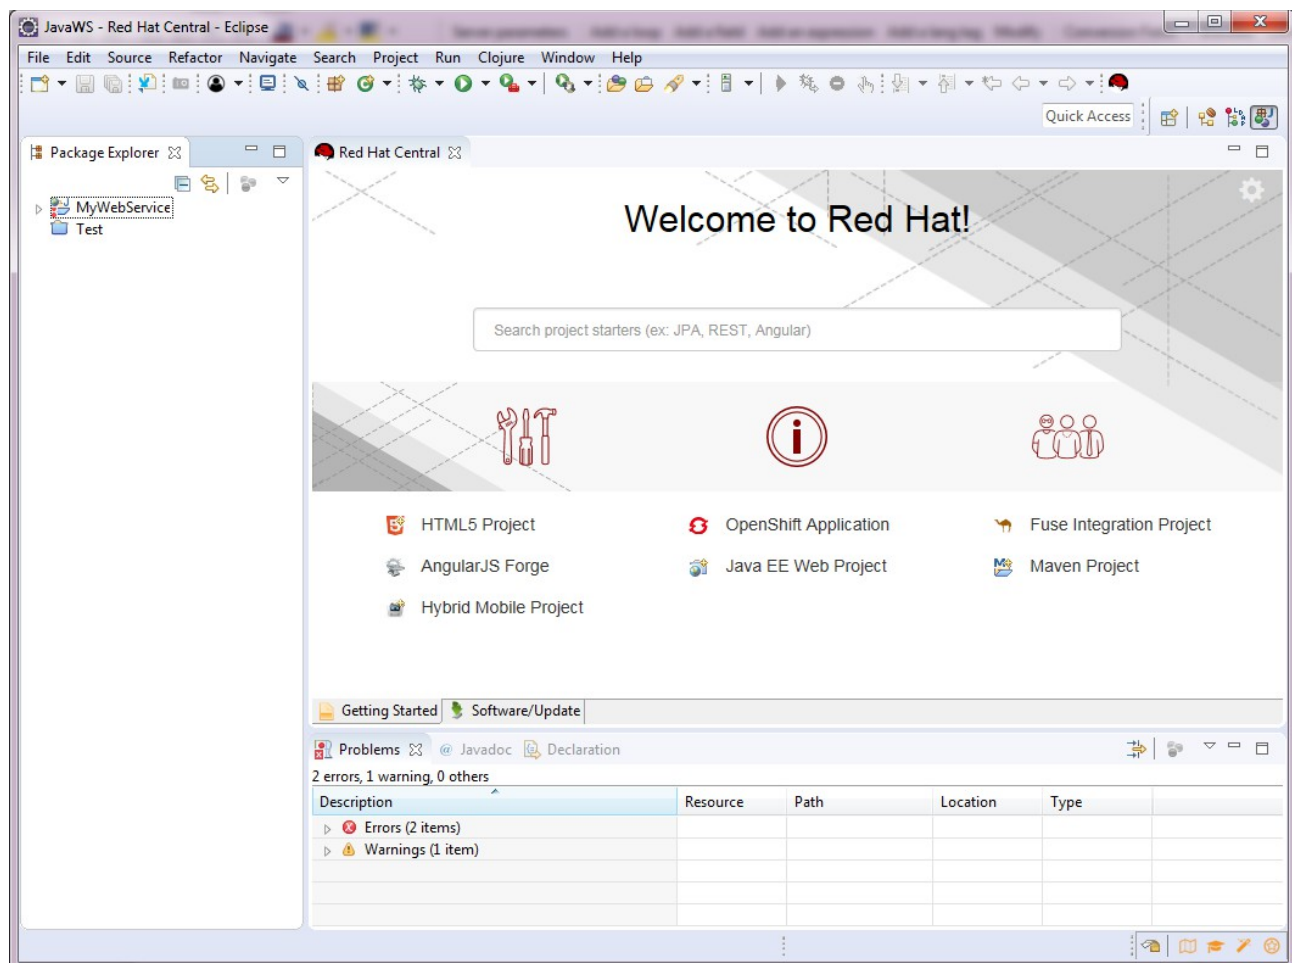 JavaWS - Red Hat Central - Eclipse
File Edit Source Refactor Navigate Search Project Run Clojure Window Help
Quick Access
Package Explorer
Red Hat Central
MyWebService
Test
Welcome to Red Hat!
Search project starters (ex: JPA, REST, Angular)
HTML5 Project
OpenShift Application
Fuse Integration Project
AngularJS Forge
Java EE Web Project
Maven Project
Hybrid Mobile Project
Getting Started
Software/Update
Problems
@ Javadoc
Declaration
2 errors, 1 warning, 0 others
Description Resource Path Location Type
Errors (2 items)
Warnings (1 item)